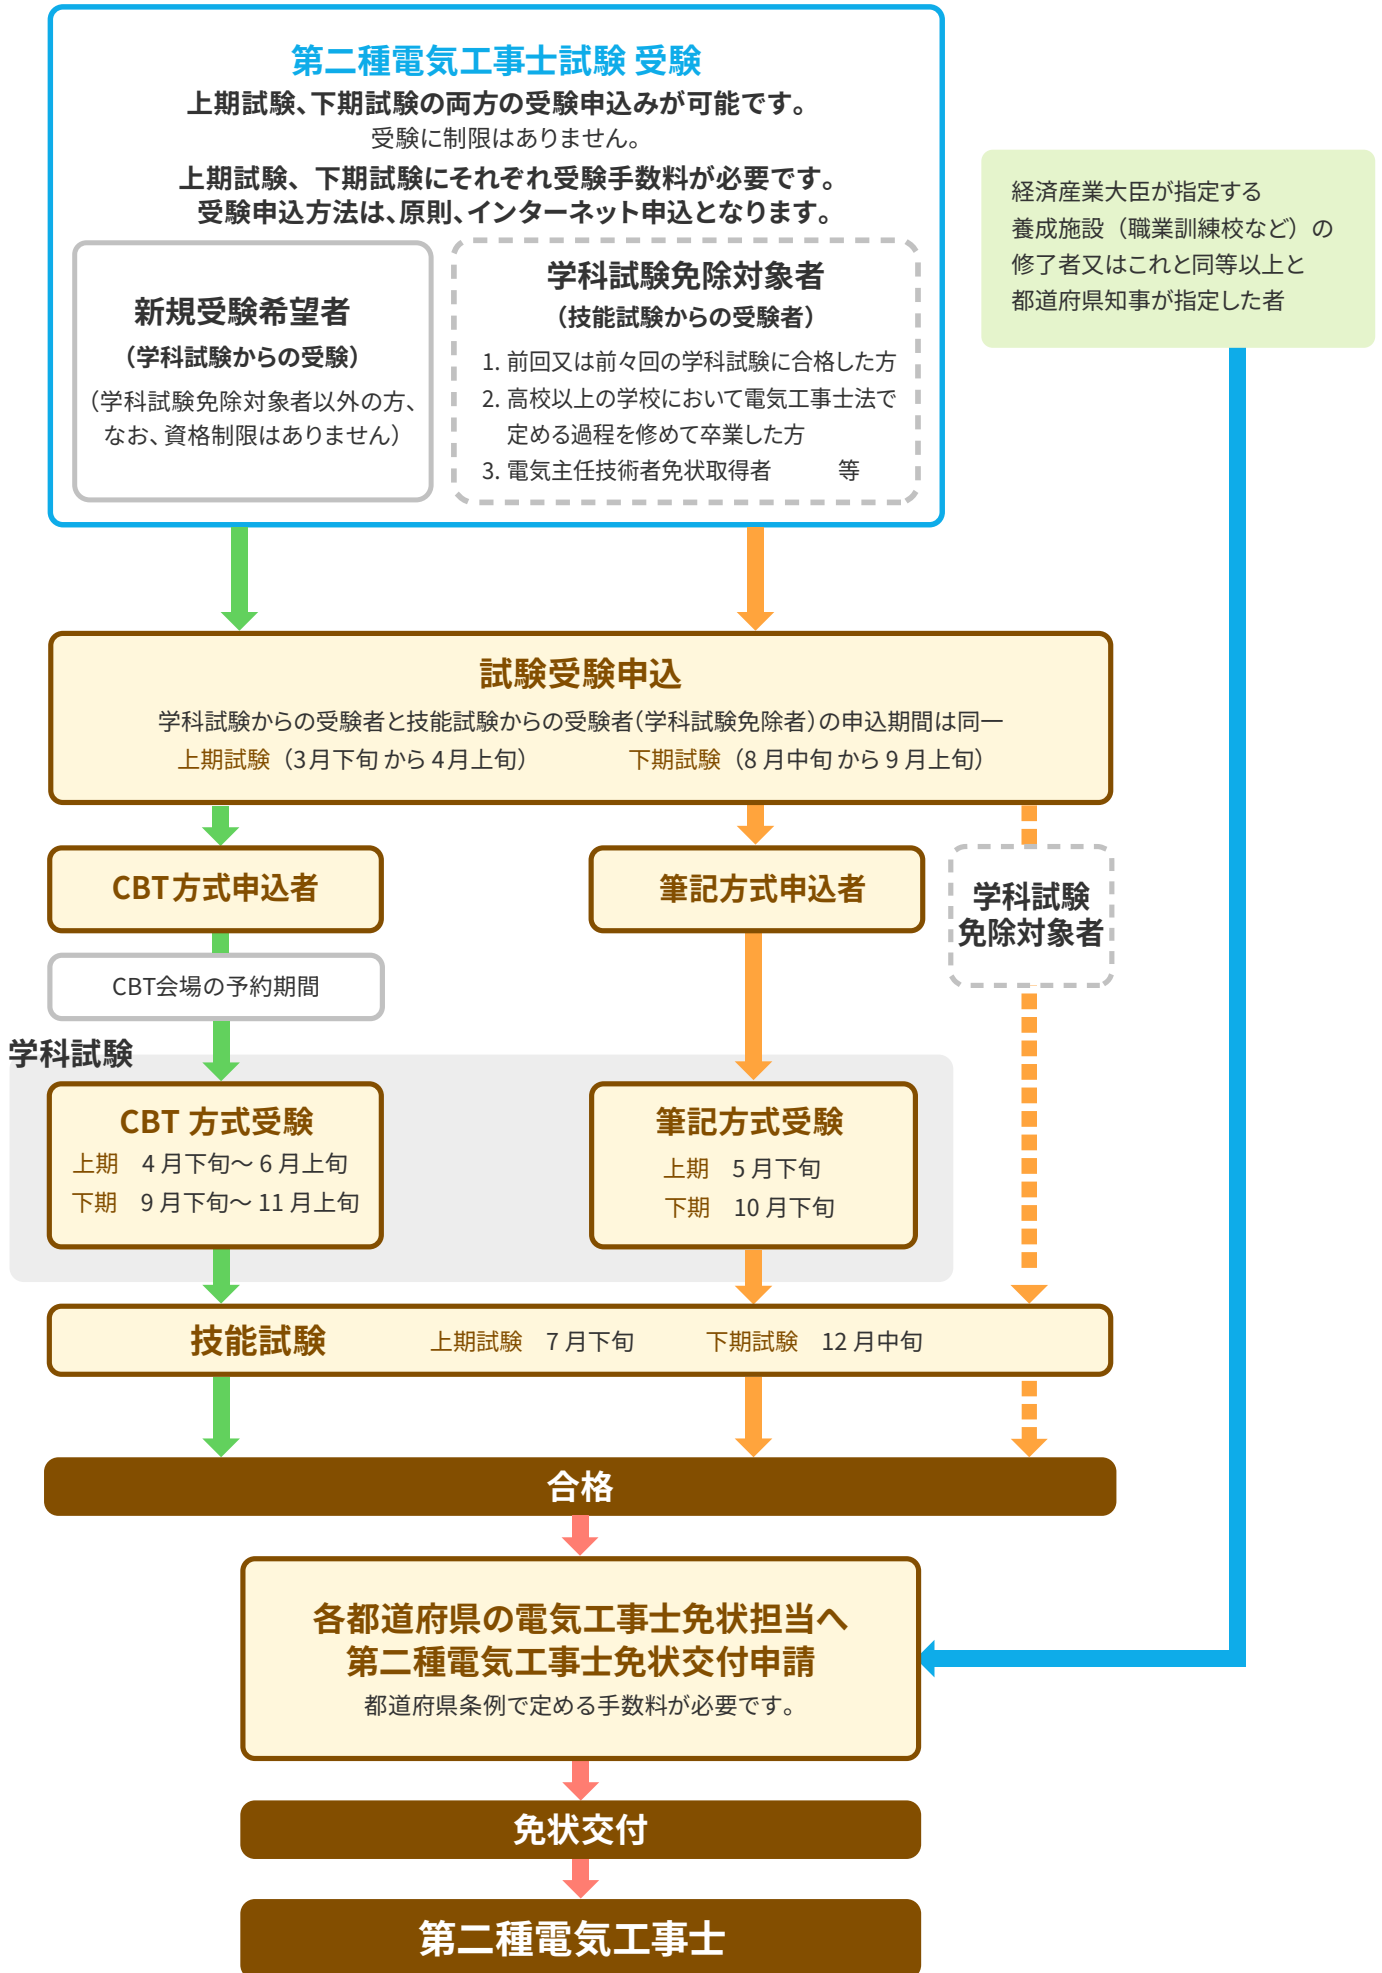 第二種電気工事士試験 受験
上期試験、下期試験の両方の受験申込みが可能です。
受験に制限はありません。
上期試験、下期試験にそれぞれ受験手数料が必要です。
受験申込方法は、原則、インターネット申込となります。
新規受験希望者
（学科試験からの受験）
（学科試験免除対象者以外の方、
なお、資格制限はありません）
学科試験免除対象者
（技能試験からの受験者）
1. 前回又は前々回の学科試験に合格した方
2. 高校以上の学校において電気工事士法で
定める過程を修めて卒業した方
3. 電気主任技術者免状取得者　　　等
経済産業大臣が指定する
養成施設（職業訓練校など）の
修了者又はこれと同等以上と
都道府県知事が指定した者
試験受験申込
学科試験からの受験者と技能試験からの受験者（学科試験免除者）の申込期間は同一
上期試験（3月下旬から4月上旬）　　　　下期試験（8月中旬から9月上旬）
CBT方式申込者
筆記方式申込者
学科試験
免除対象者
CBT会場の予約期間
学科試験
CBT 方式受験
上期　4月下旬～6月上旬
下期　9月下旬～11月上旬
筆記方式受験
上期　5月下旬
下期　10月下旬
技能試験　　　上期試験　7月下旬　　　下期試験　12月中旬
合格
各都道府県の電気工事士免状担当へ
第二種電気工事士免状交付申請
都道府県条例で定める手数料が必要です。
免状交付
第二種電気工事士